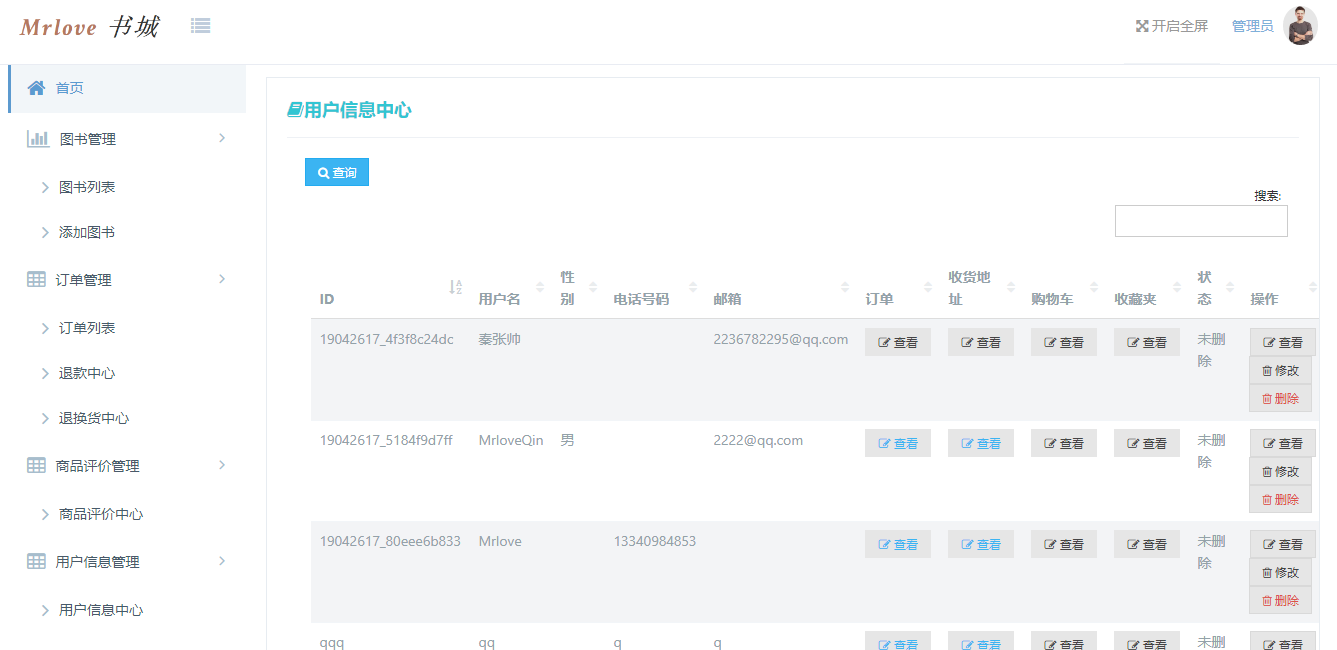 Mrlove 书城
开启全屏 管理员
首页
图书管理
图书列表
添加图书
订单管理
订单列表
退款中心
退换货中心
商品评价管理
商品评价中心
用户信息管理
用户信息中心
用户信息中心
查询
搜索:
ID 用户名 性别 电话号码 邮箱 订单 收货地址 购物车 收藏夹 状态 操作
19042617_4f3f8c24dc 秦张帅 2236782295@qq.com 查看 查看 查看 查看 未删除 查看
修改
删除
19042617_5184f9d7ff MrloveQin 男 2222@qq.com 查看 查看 查看 查看 未删除 查看
修改
删除
19042617_80eee6b833 Mrlove 13340984853 查看 查看 查看 查看 未删除 查看
修改
删除
qqq qq q q 查看 查看 查看 查看 未删 查看